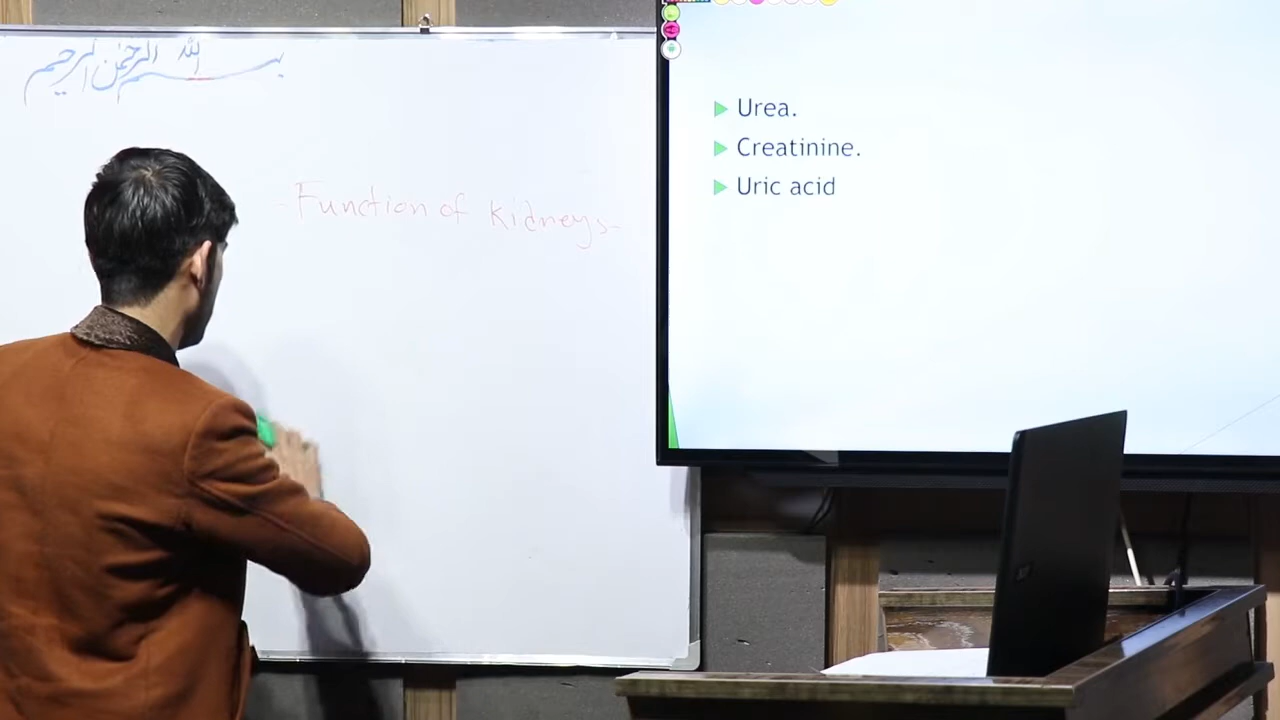 بسم الله الرحمن الرحيم
- Function of kidneys -
Urea.
Creatinine.
Uric acid